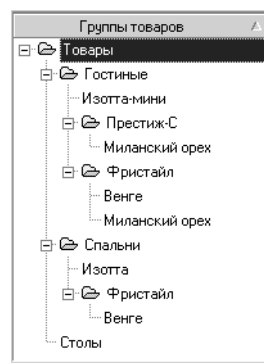 Группы товаров
Товары
Гостиные
Изотта-мини
Престиж-С
Миланский орех
Фристайл
Венге
Миланский орех
Спальни
Изотта
Фристайл
Венге
Столы